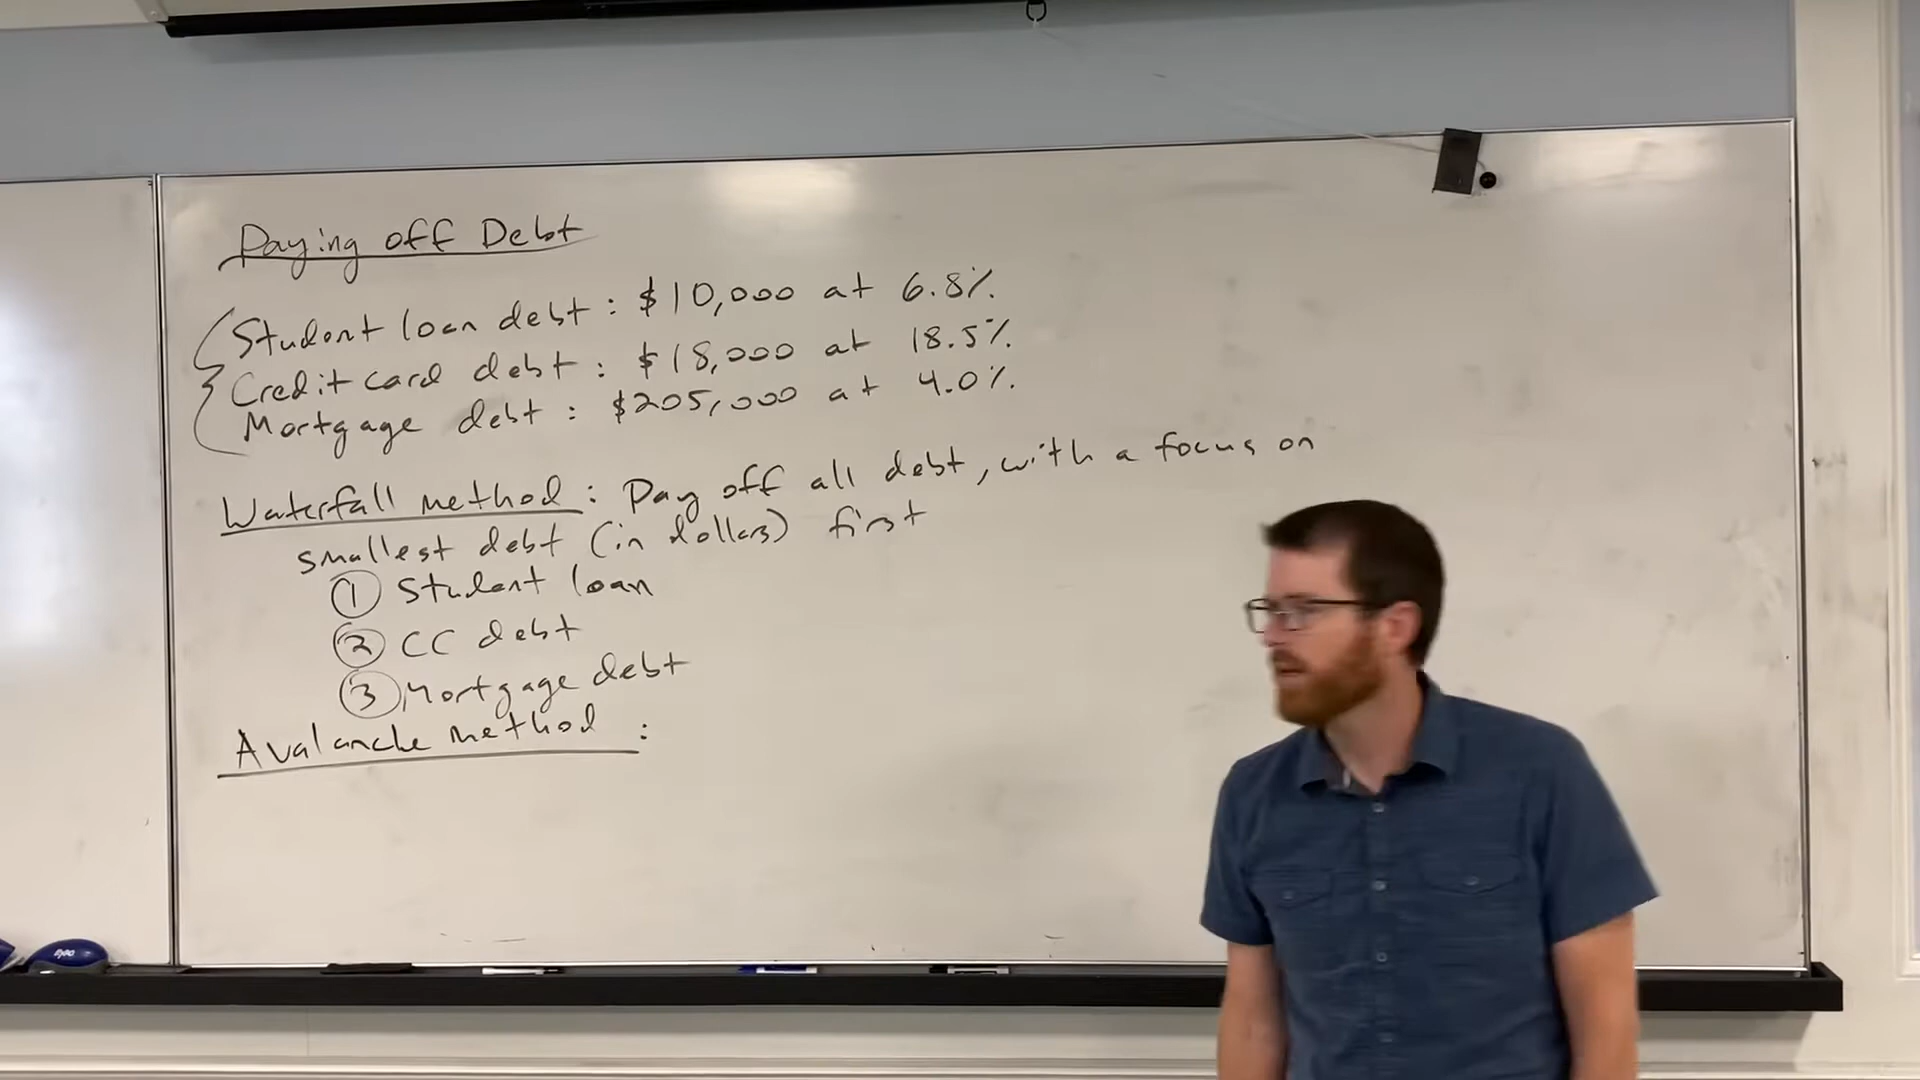 Paying off Debt
Student loan debt : $10,000 at 6.8%
Credit card debt : $18,000 at 18.5%
Mortgage debt : $205,000 at 4.0%
Waterfall method : Pay off all debt, with a focus on
smallest debt (in dollars) first
① Student loan
② CC debt
③ Mortgage debt
Avalanche method :
EXPO